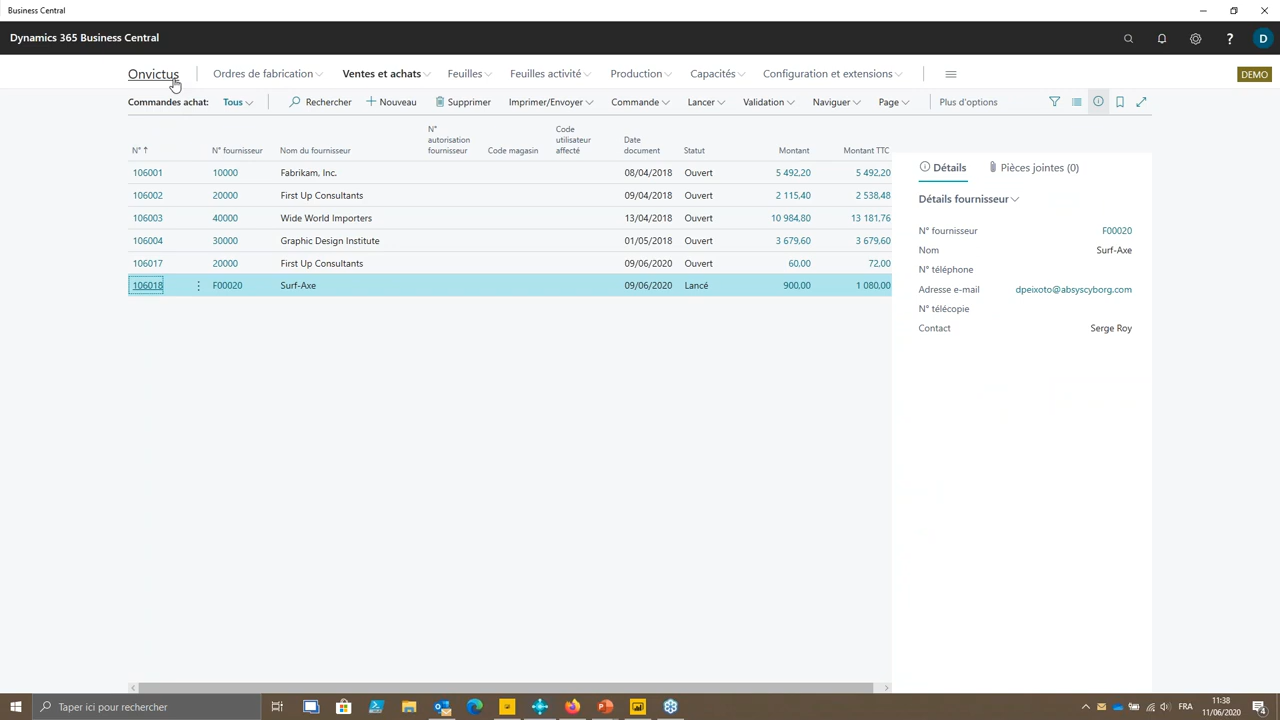 Business Central
Dynamics 365 Business Central
D
Onvictus Ordres de fabrication Ventes et achats Feuilles Feuilles activité Production Capacités Configuration et extensions DEMO
Commandes achat: Tous Rechercher Nouveau Supprimer Imprimer/Envoyer Commande Lancer Validation Naviguer Page Plus d'options
N° ↑ N° fournisseur Nom du fournisseur N° autorisation fournisseur Code magasin Code utilisateur affecté Date document Statut Montant Montant TTC
106001 10000 Fabrikam, Inc. 08/04/2018 Ouvert 5 492,20 5 492,20
106002 20000 First Up Consultants 09/04/2018 Ouvert 2 115,40 2 538,48
106003 40000 Wide World Importers 13/04/2018 Ouvert 10 984,80 13 181,76
106004 30000 Graphic Design Institute 01/05/2018 Ouvert 3 679,60 3 679,60
106017 20000 First Up Consultants 09/06/2020 Ouvert 60,00 72,00
106018 F00020 Surf-Axe 09/06/2020 Lancé 900,00 1 080,00
Détails Pièces jointes (0)
Détails fournisseur
N° fournisseur F00020
Nom Surf-Axe
N° téléphone
Adresse e-mail dpeixoto@absyscyborg.com
N° télécopie
Contact Serge Roy
Taper ici pour rechercher
FRA
11:38
11/06/2020
4